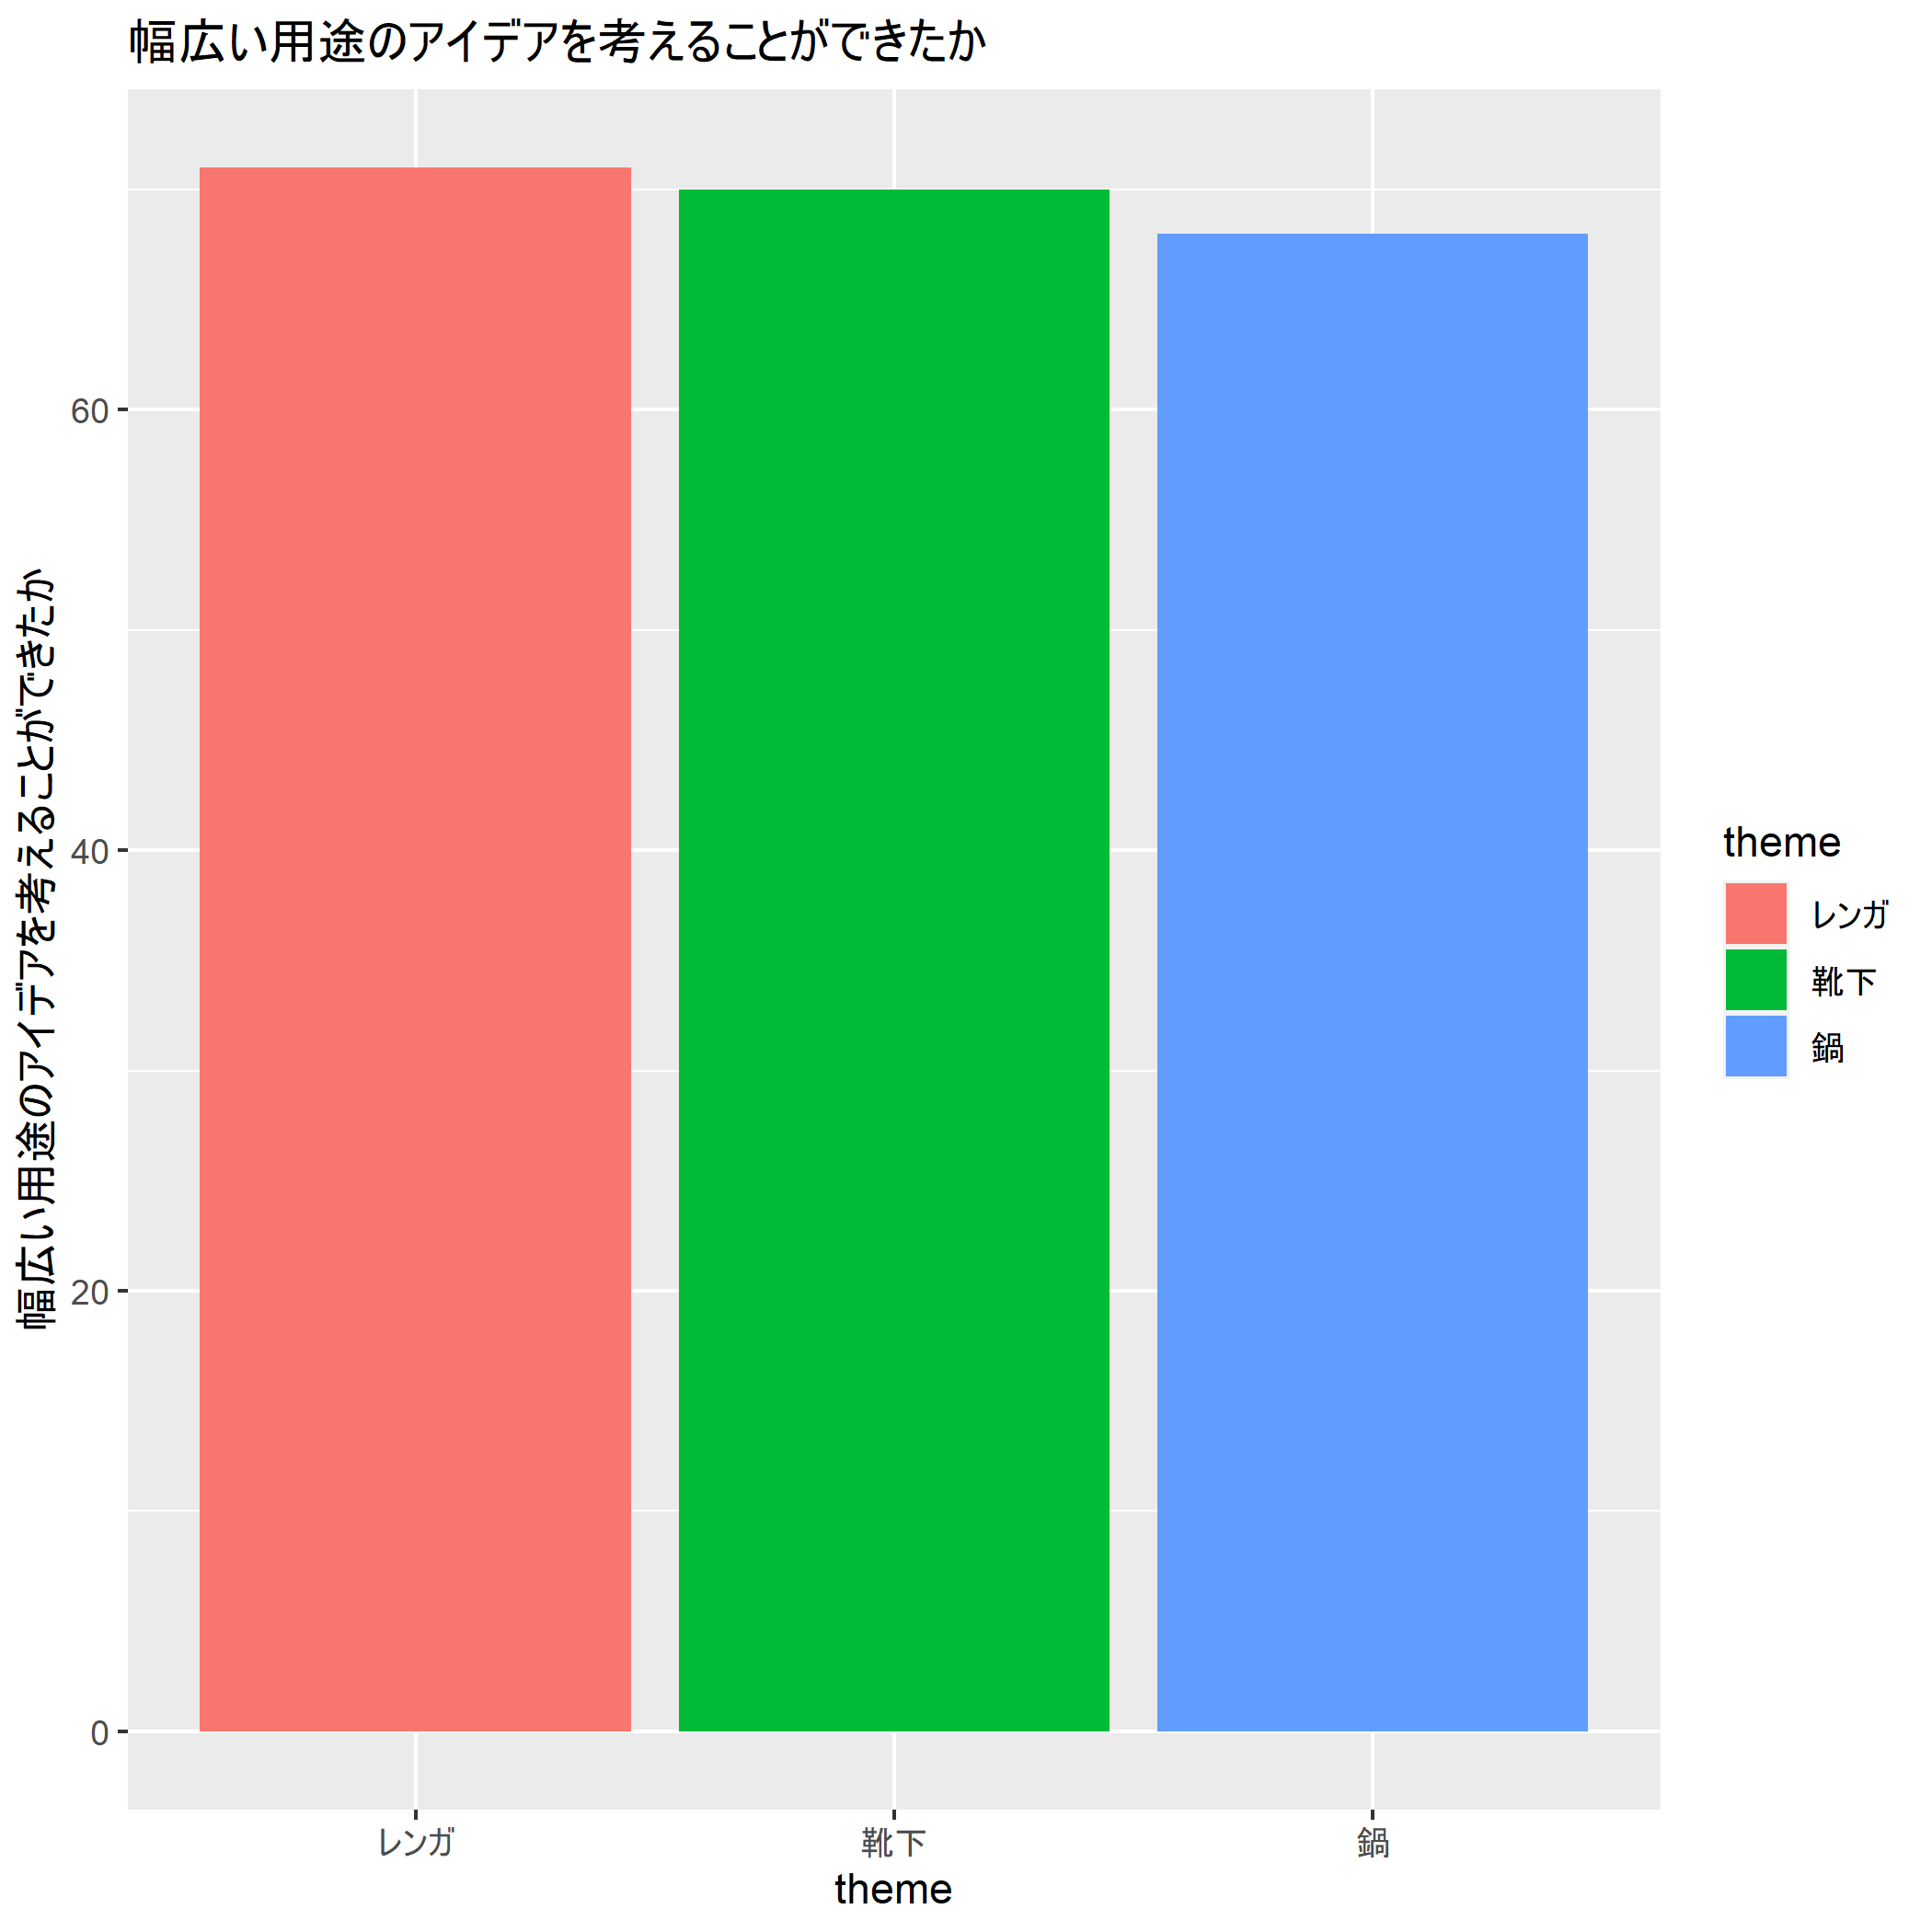 幅広い用途のアイデアを考えることができたか
幅広い用途のアイデアを考えることができたか
60
40
20
0
レンガ
靴下
鍋
theme
theme
レンガ
靴下
鍋